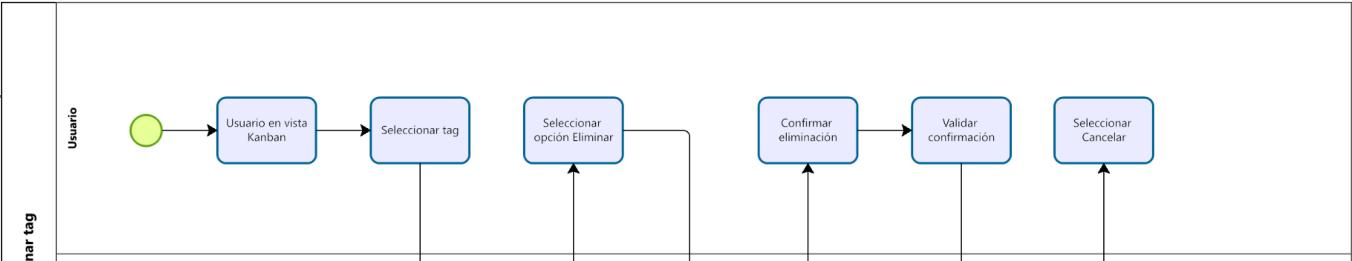 Usuario
nar tag
Usuario en vista
Kanban
Seleccionar tag
Seleccionar
opción Eliminar
Confirmar
eliminación
Validar
confirmación
Seleccionar
Cancelar